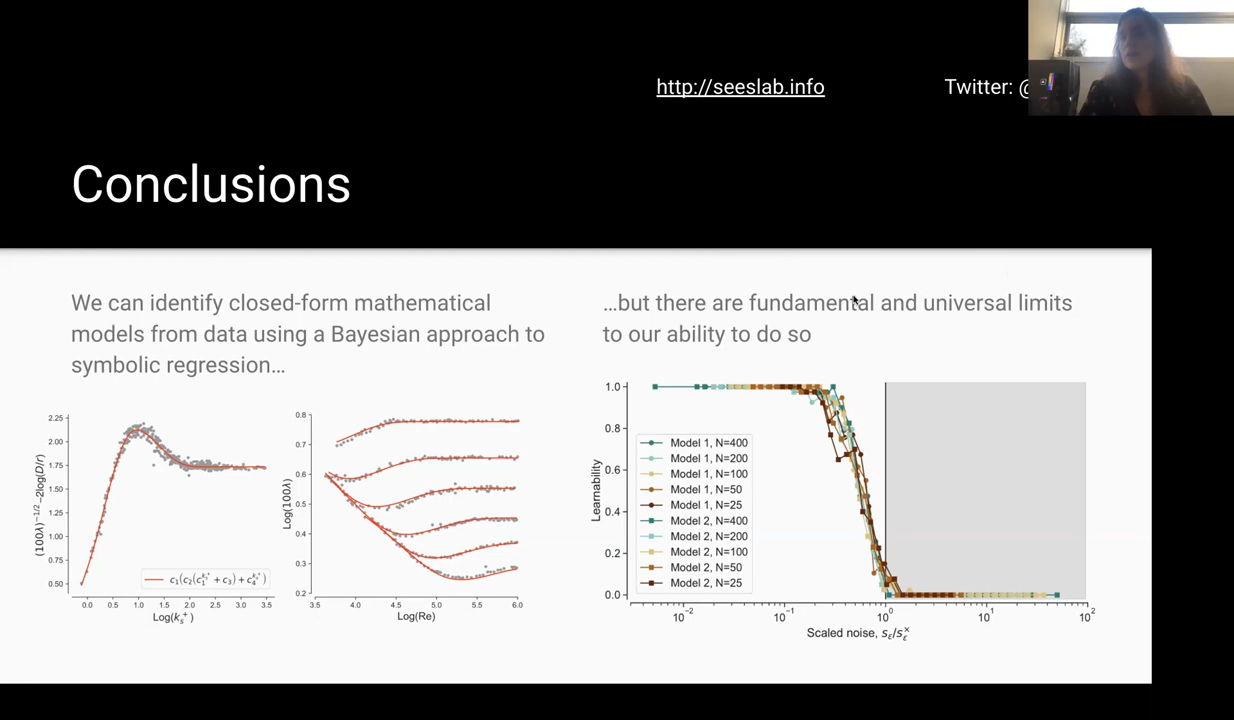 http://seeslab.info
Twitter: @
Conclusions
We can identify closed-form mathematical
models from data using a Bayesian approach to
symbolic regression…
…but there are fundamental and universal limits
to our ability to do so
2.25
2.00
1.75
1.50
1.25
1.00
0.75
0.50
(100λ)⁻¹ᐟ²−2log(D/r)
0.0 0.5 1.0 1.5 2.0 2.5 3.0 3.5
Log(kₛ⁺)
0.8
0.7
0.6
0.5
0.4
0.3
0.2
Log(100λ)
3.5 4.0 4.5 5.0 5.5 6.0
Log(Re)
1.0
0.8
0.6
0.4
0.2
0.0
Learnability
Model 1, N=400
Model 1, N=200
Model 1, N=100
Model 1, N=50
Model 1, N=25
Model 2, N=400
Model 2, N=200
Model 2, N=100
Model 2, N=50
Model 2, N=25
10⁻² 10⁻¹ 10⁰ 10¹ 10²
Scaled noise, sε/sε×